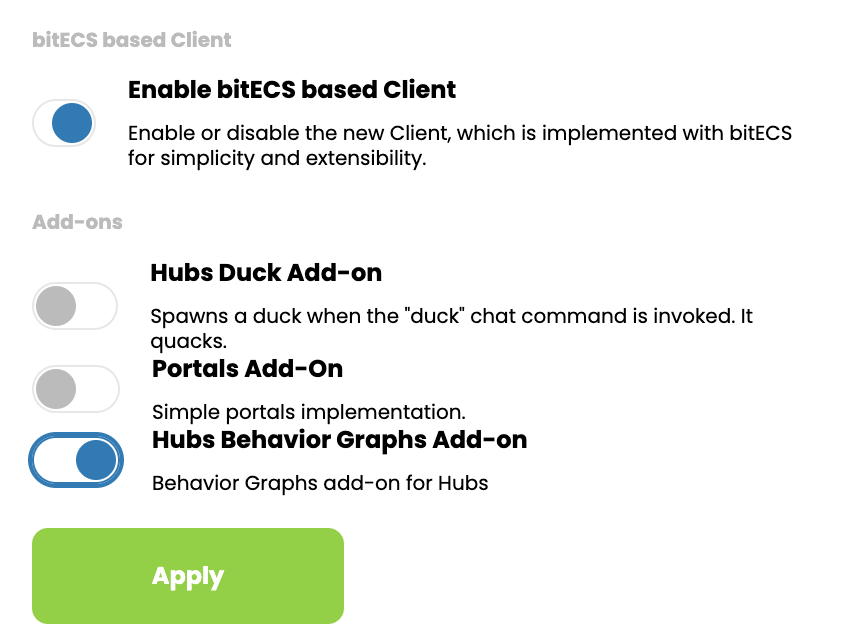 bitECS based Client
Enable bitECS based Client
Enable or disable the new Client, which is implemented with bitECS
for simplicity and extensibility.
Add-ons
Hubs Duck Add-on
Spawns a duck when the "duck" chat command is invoked. It
quacks.
Portals Add-On
Simple portals implementation.
Hubs Behavior Graphs Add-on
Behavior Graphs add-on for Hubs
Apply